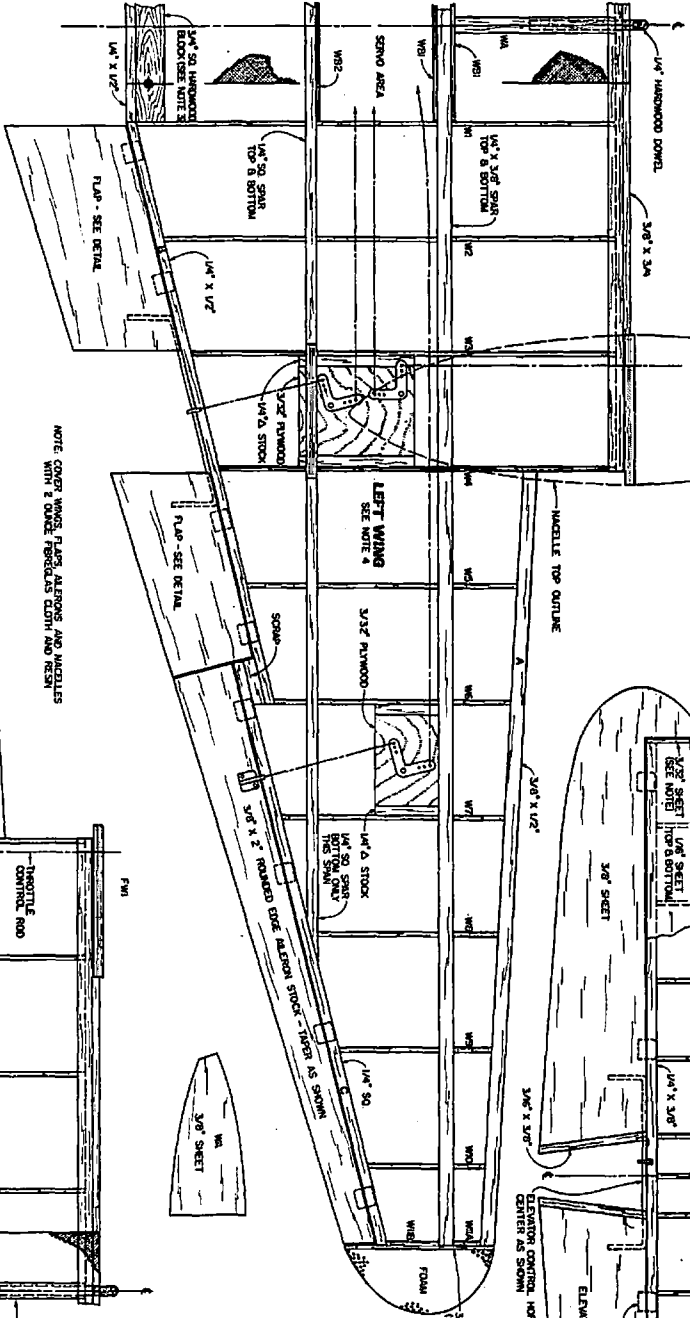 1/4" HARDWOOD DOWEL
3/8" X 3/4
3/4" SQ. HARDWOOD
BLOCK (SEE NOTE 3)
1/4" X 1/2"
WA
WB1
WB1
SERVO AREA
WB2
W1
1/4" X 3/8" SPAR
TOP & BOTTOM
1/4" SQ. SPAR
TOP & BOTTOM
FLAP - SEE DETAIL
W2
1/4" X 1/2"
W3
3/32" PLYWOOD
1/4" △ STOCK
W4
NACELLE TOP OUTLINE
LEFT WING
SEE NOTE 4
FLAP - SEE DETAIL
W5
A
SCRAP
3/32" PLYWOOD
W6
3/8" X 1/2"
W7
1/4" △ STOCK
1/4" SQ. SPAR
BOTTOM ONLY
THIS SPAN
3/8" X 2" ROUNDED EDGE AILERON STOCK - TAPER AS SHOWN
W8
W9
1/4" SQ
C
W10
FOAM
NOTE: COVER WINGS, FLAPS, AILERONS AND NACELLES
WITH 2 OUNCE FIBREGLAS CLOTH AND RESIN
3/32" SHEET
(SEE NOTE)
1/8" SHEET
TOP & BOTTOM
3/8" SHEET
1/4" X 3/8"
3/16" X 3/8"
ELEVATOR CONTROL HOR
CENTER AS SHOWN
ELEVA
3/8" SHEET
FW1
THROTTLE
CONTROL ROD